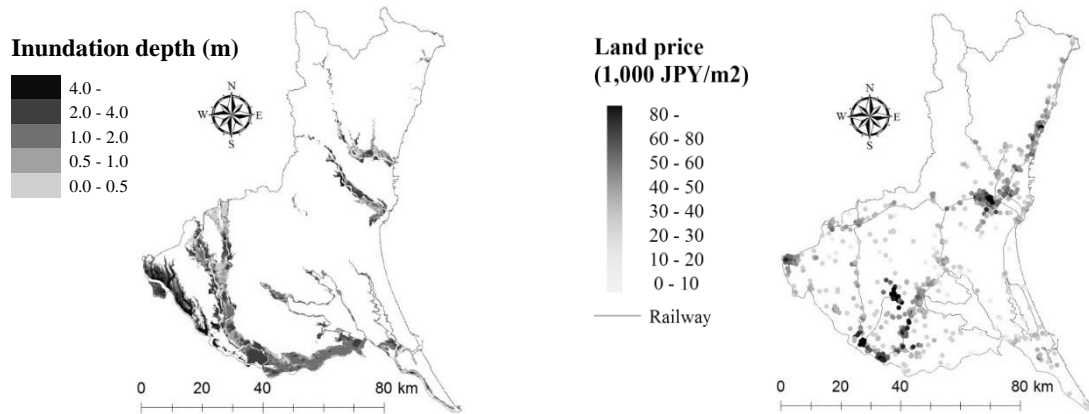 Inundation depth (m)
4.0 -
2.0 - 4.0
1.0 - 2.0
0.5 - 1.0
0.0 - 0.5
N
W E
S
0 20 40 80 km
Land price
(1,000 JPY/m2)
80 -
60 - 80
50 - 60
40 - 50
30 - 40
20 - 30
10 - 20
0 - 10
Railway
N
W E
S
0 20 40 80 km